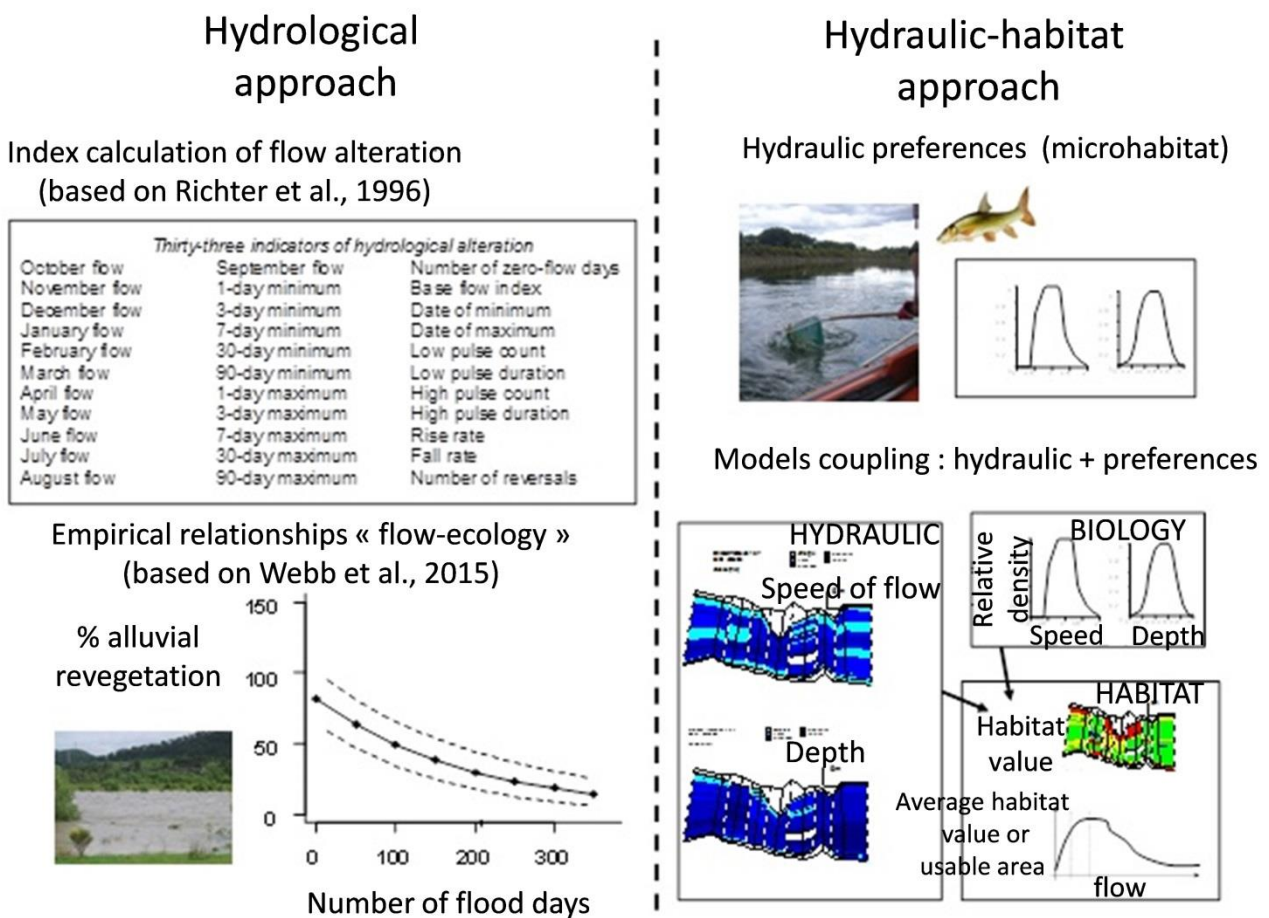 Hydrological
approach
Index calculation of flow alteration
(based on Richter et al., 1996)
Thirty-three indicators of hydrological alteration
October flow September flow Number of zero-flow days
November flow 1-day minimum Base flow index
December flow 3-day minimum Date of minimum
January flow 7-day minimum Date of maximum
February flow 30-day minimum Low pulse count
March flow 90-day minimum Low pulse duration
April flow 1-day maximum High pulse count
May flow 3-day maximum High pulse duration
June flow 7-day maximum Rise rate
July flow 30-day maximum Fall rate
August flow 90-day maximum Number of reversals
Empirical relationships « flow-ecology »
(based on Webb et al., 2015)
% alluvial
revegetation
150
100
50
0
0 100 200 300
Number of flood days
Hydraulic-habitat
approach
Hydraulic preferences (microhabitat)
Models coupling : hydraulic + preferences
HYDRAULIC
Speed of flow
Depth
BIOLOGY
Relative
density
Speed Depth
HABITAT
Habitat
value
Average habitat
value or
usable area
flow